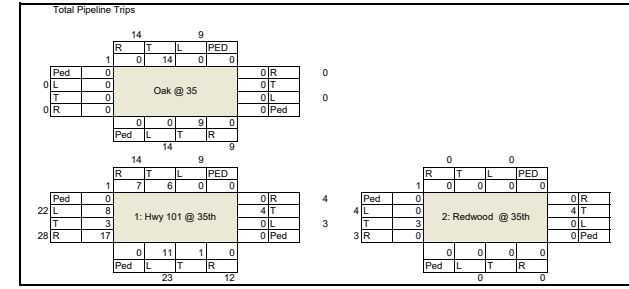 Total Pipeline Trips
14 9
R T L PED
1 0 14 0 0
Ped 0 0 R 0
0 L 0 Oak @ 35 0 T
T 0 0 L 0
0 R 0 0 Ped
0 0 9 0
Ped L T R
14 9
14 9 0 0
R T L PED R T L PED
1 7 6 0 0 1 0 0 0 0
Ped 0 0 R 4 Ped 0 0 R
22 L 8 1: Hwy 101 @ 35th 4 T 4 L 0 2: Redwood @ 35th 4 T
T 3 0 L 3 T 3 0 L
28 R 17 0 Ped 3 R 0 0 Ped
0 11 1 0 0 0 0 0
Ped L T R Ped L T R
23 12 0 0